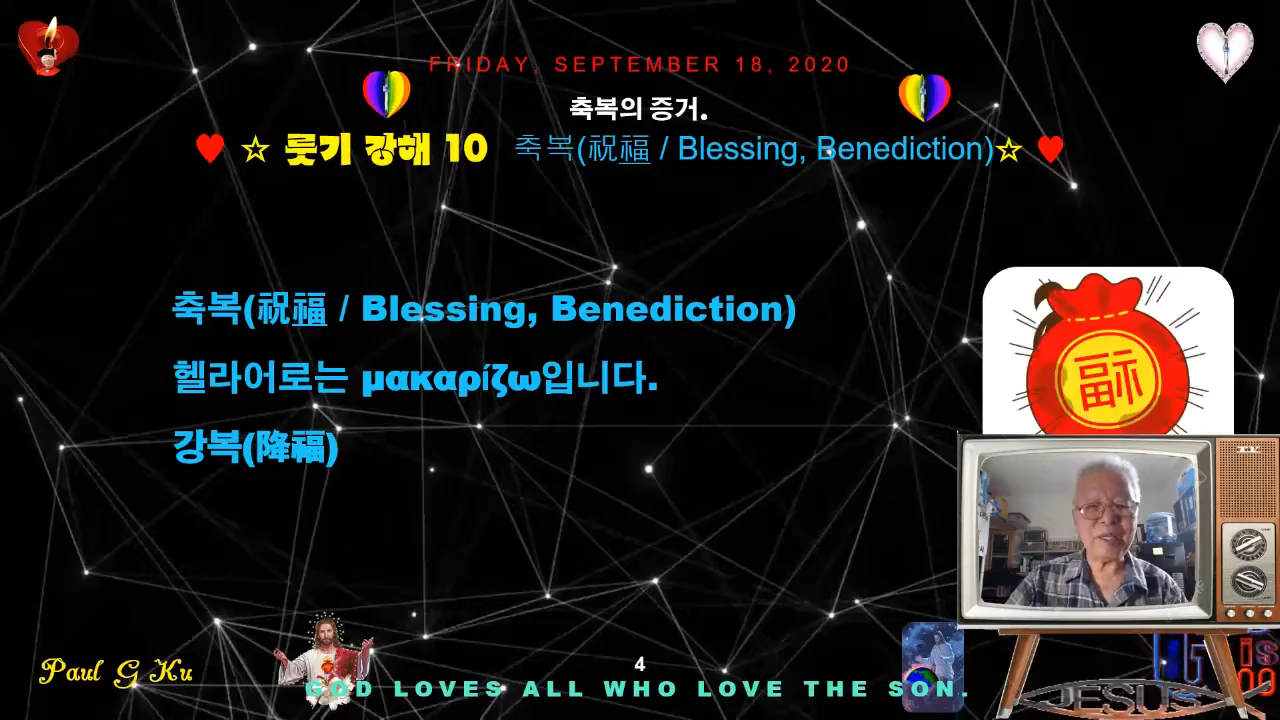 FRIDAY, SEPTEMBER 18, 2020
축복의 증거.
♥ ☆ 룻기 강해 10 축복(祝福 / Blessing, Benediction)☆ ♥
축복(祝福 / Blessing, Benediction)
헬라어로는 μακαρίζω입니다.
강복(降福)
福
Paul G Ku
4
GOD LOVES ALL WHO LOVE THE SON.
is
JESUS